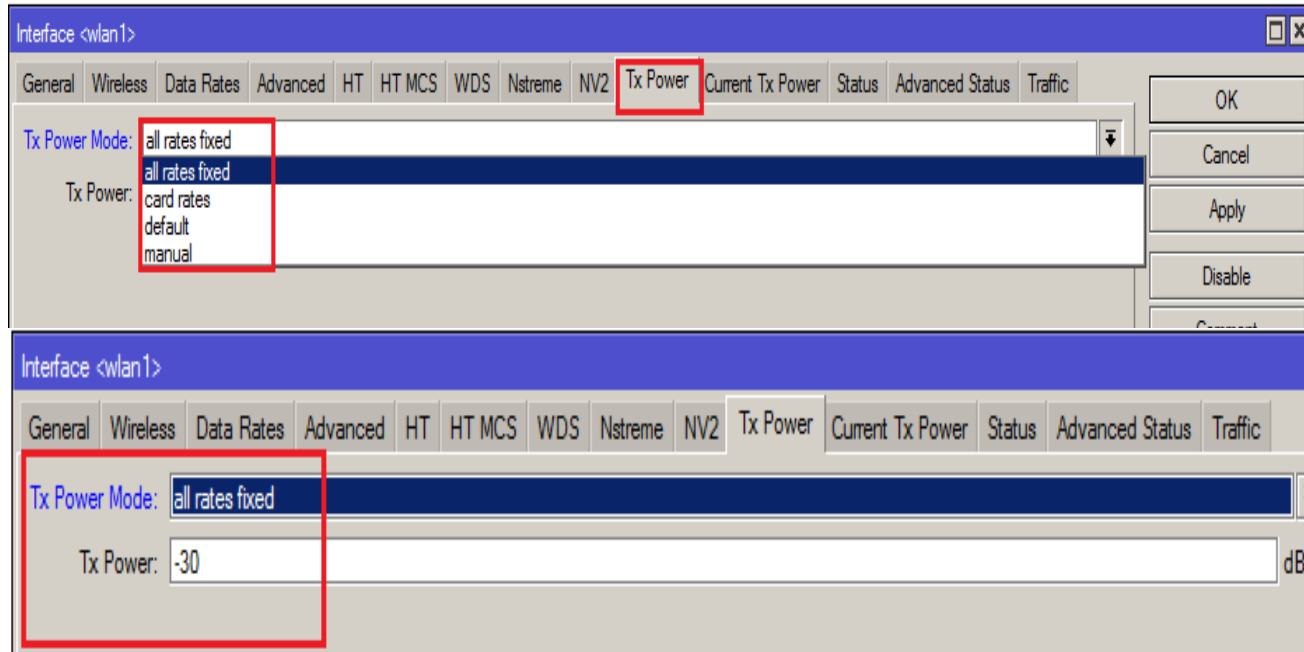 Interface <wlan1>
General Wireless Data Rates Advanced HT HT MCS WDS Nstreme NV2 Tx Power Current Tx Power Status Advanced Status Traffic
OK
Tx Power Mode: all rates fixed
Cancel
all rates fixed
Tx Power:
card rates
Apply
default
manual
Disable
Comment
Interface <wlan1>
General Wireless Data Rates Advanced HT HT MCS WDS Nstreme NV2 Tx Power Current Tx Power Status Advanced Status Traffic
Tx Power Mode: all rates fixed
Tx Power: -30 dB